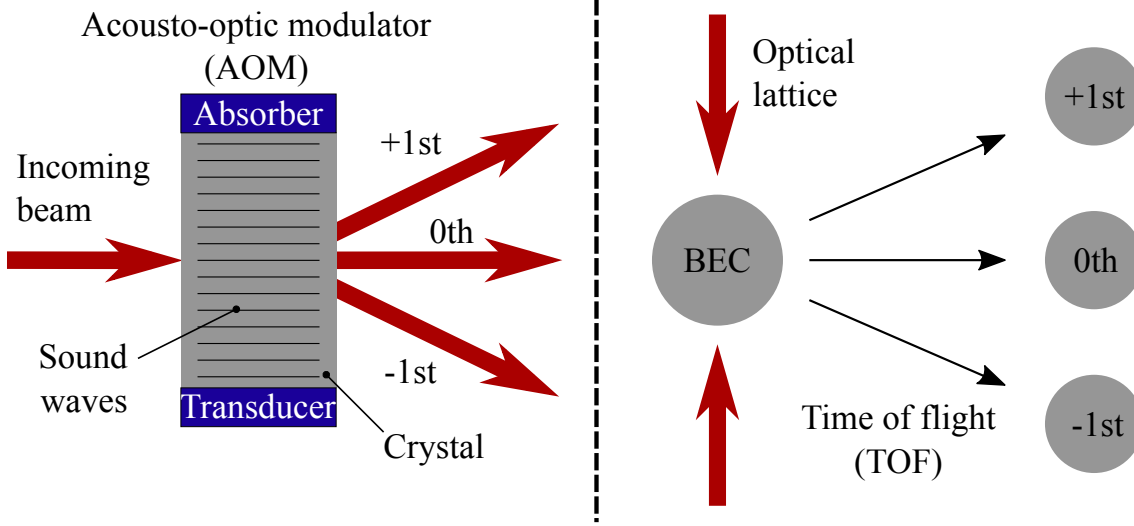 Acousto-optic modulator
(AOM)
Absorber
Incoming
beam
+1st
0th
-1st
Sound
waves
Transducer
Crystal
Optical
lattice
BEC
+1st
0th
-1st
Time of flight
(TOF)